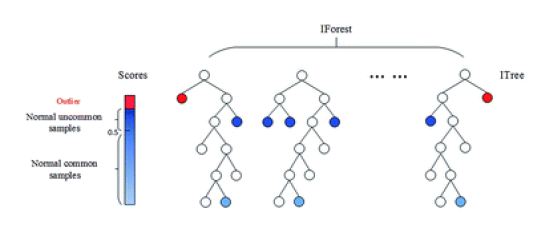 IForest
Scores
... ...
ITree
Outlier
Normal uncommon
samples
0.5
Normal common
samples